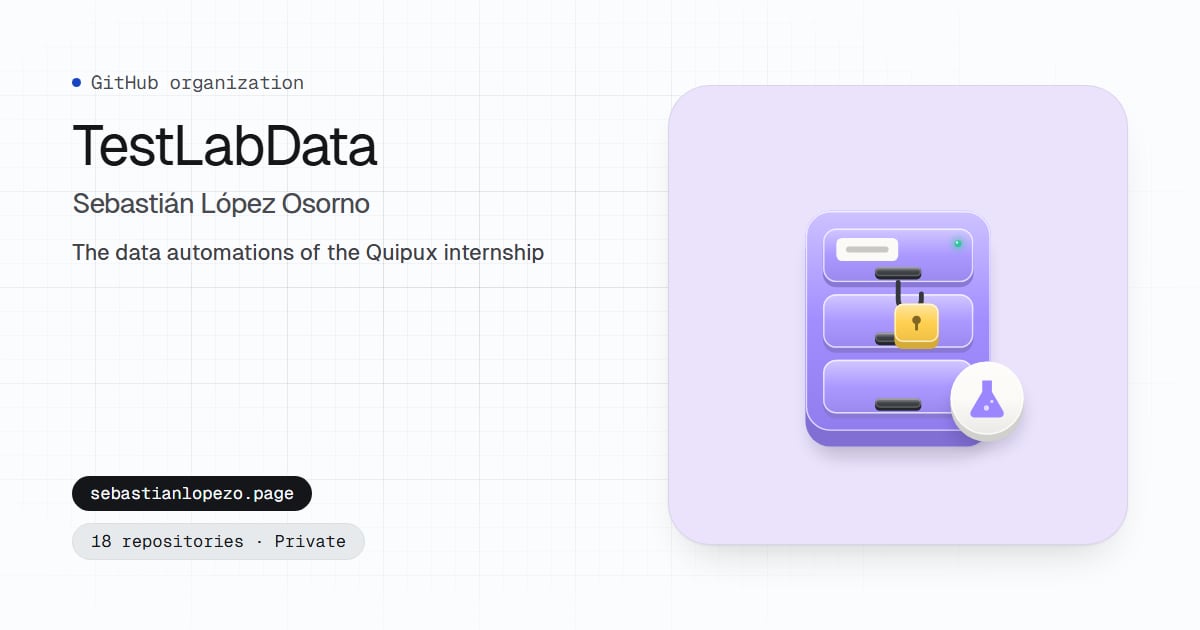 GitHub organization
TestLabData
Sebastián López Osorno
The data automations of the Quipux internship
sebastianlopezo.page
18 repositories · Private